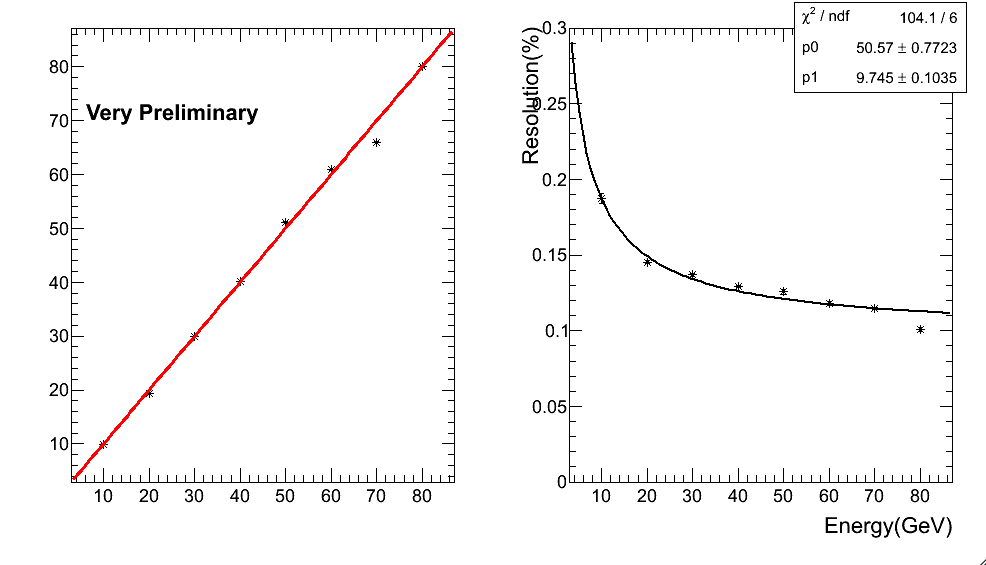 Very Preliminary
80
70
60
50
40
30
20
10
10 20 30 40 50 60 70 80
χ² / ndf 104.1 / 6
p0 50.57 ± 0.7723
p1 9.745 ± 0.1035
Resolution(%)
0.3
0.25
0.2
0.15
0.1
0.05
0
10 20 30 40 50 60 70 80
Energy(GeV)